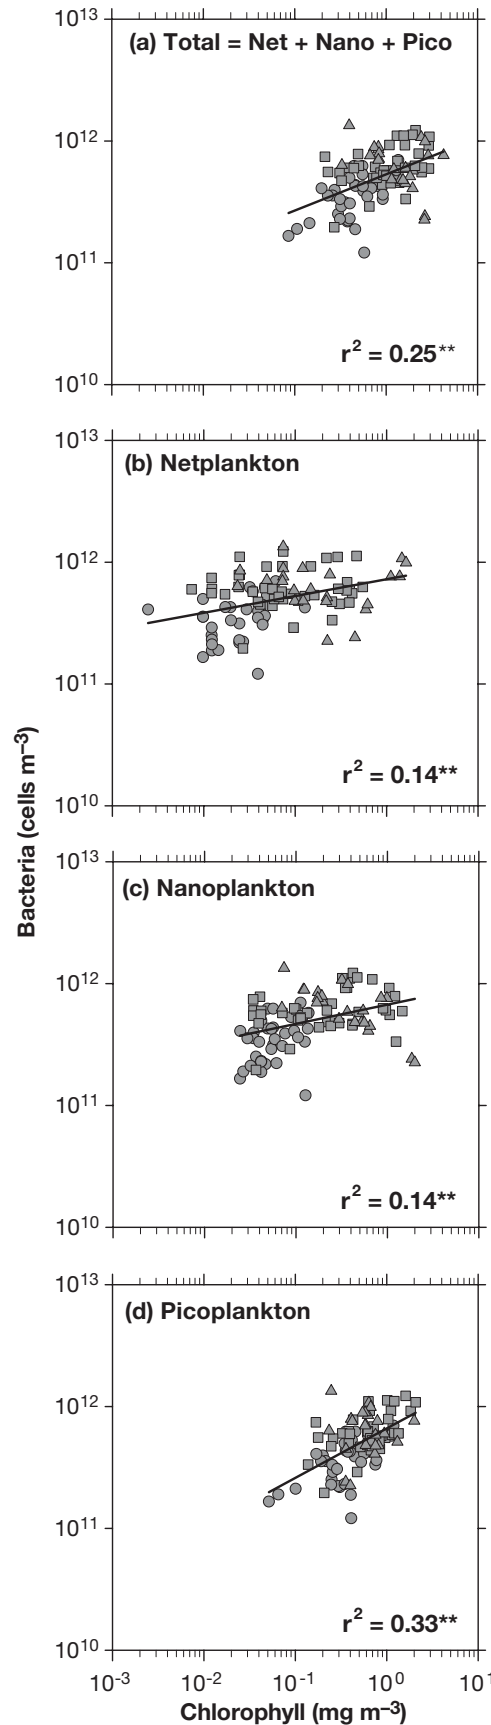 10¹³
(a) Total = Net + Nano + Pico
10¹²
10¹¹
r² = 0.25**
10¹⁰
10¹³
(b) Netplankton
10¹²
10¹¹
r² = 0.14**
10¹⁰
Bacteria (cells m⁻³)
10¹³
(c) Nanoplankton
10¹²
10¹¹
r² = 0.14**
10¹⁰
10¹³
(d) Picoplankton
10¹²
10¹¹
r² = 0.33**
10¹⁰
10⁻³ 10⁻² 10⁻¹ 10⁰ 10¹
Chlorophyll (mg m⁻³)